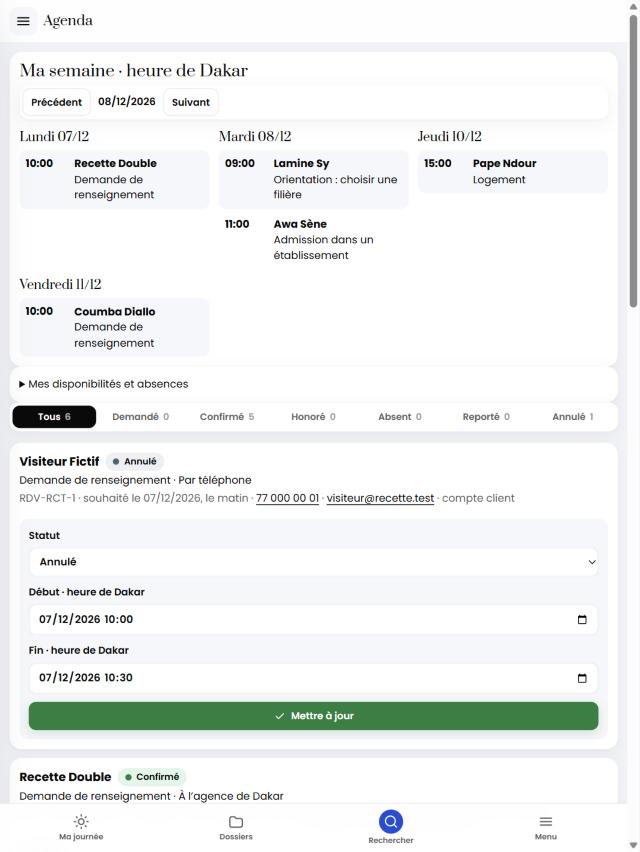 Agenda
Ma semaine · heure de Dakar
Précédent 08/12/2026 Suivant
Lundi 07/12
10:00 Recette Double
Demande de
renseignement
Mardi 08/12
09:00 Lamine Sy
Orientation : choisir une
filière
11:00 Awa Sène
Admission dans un
établissement
Jeudi 10/12
15:00 Pape Ndour
Logement
Vendredi 11/12
10:00 Coumba Diallo
Demande de
renseignement
Mes disponibilités et absences
Tous 6 Demandé 0 Confirmé 5 Honoré 0 Absent 0 Reporté 0 Annulé 1
Visiteur Fictif Annulé
Demande de renseignement · Par téléphone
RDV-RCT-1 · souhaité le 07/12/2026, le matin · 77 000 00 01 · visiteur@recette.test · compte client
Statut
Annulé
Début · heure de Dakar
07/12/2026 10:00
Fin · heure de Dakar
07/12/2026 10:30
Mettre à jour
Recette Double Confirmé
Demande de renseignement · À l’agence de Dakar
Ma journée Dossiers Rechercher Menu